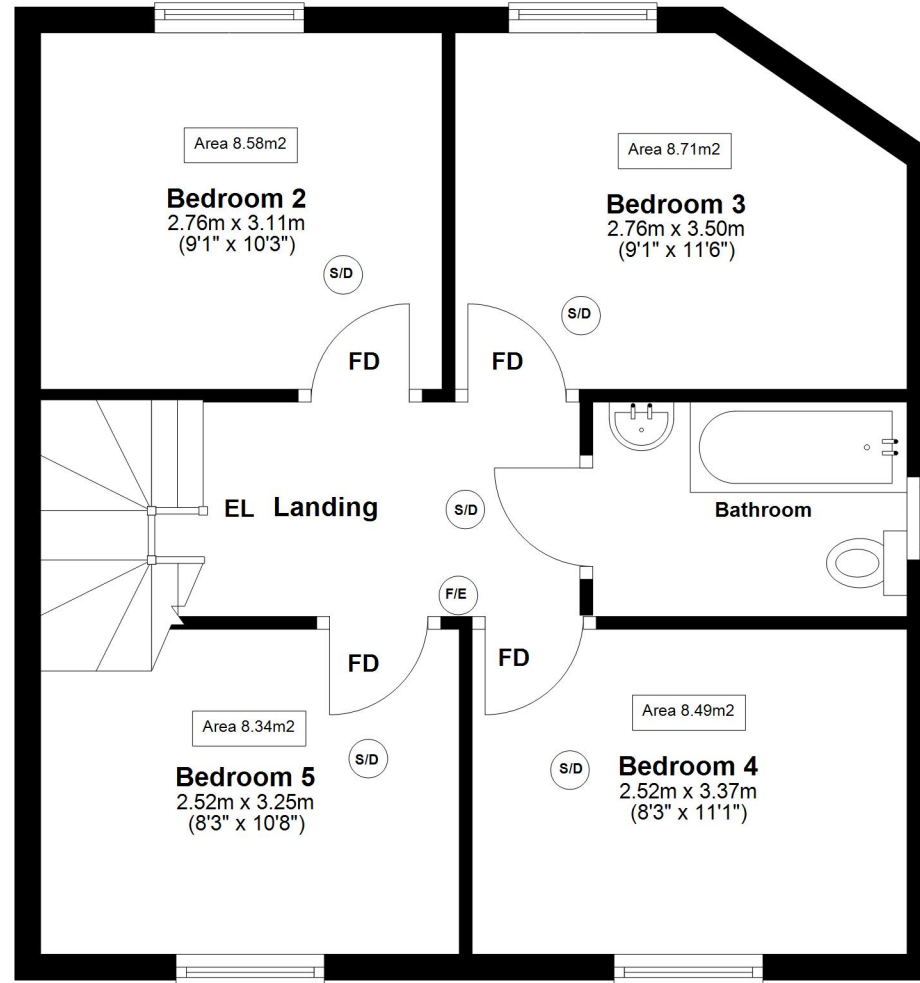 Area 8.58m2
Bedroom 2
2.76m x 3.11m
(9'1" x 10'3")
S/D
FD
Area 8.71m2
Bedroom 3
2.76m x 3.50m
(9'1" x 11'6")
S/D
FD
EL Landing
S/D
F/E
Bathroom
FD
Area 8.34m2
Bedroom 5
2.52m x 3.25m
(8'3" x 10'8")
S/D
FD
Area 8.49m2
Bedroom 4
2.52m x 3.37m
(8'3" x 11'1")
S/D